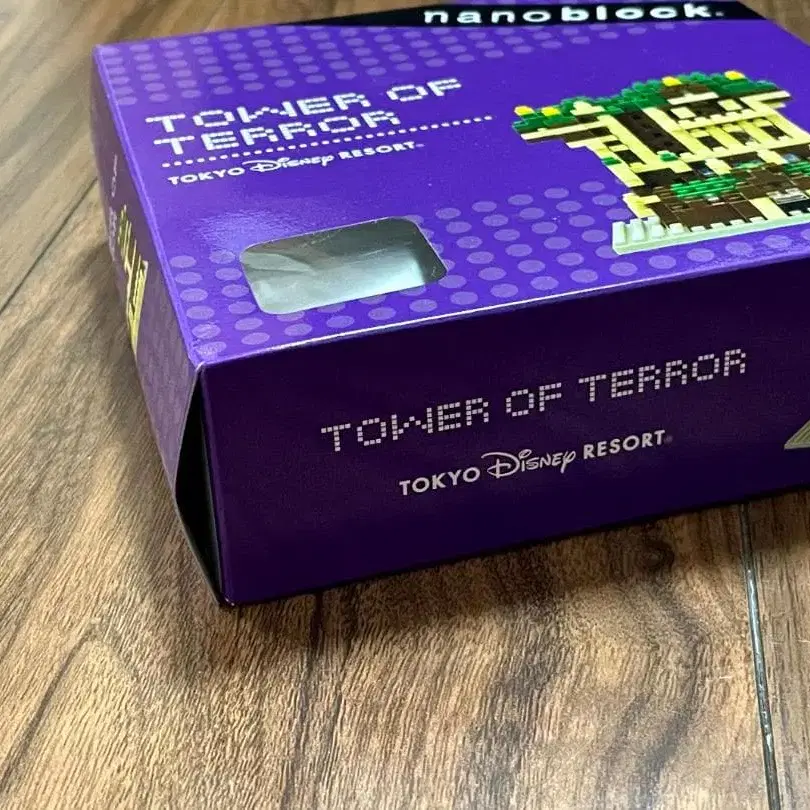 nanoblock®
TOWER OF
TERROR
TOKYO Disney RESORT®
TOWER OF TERROR
TOKYO Disney RESORT®